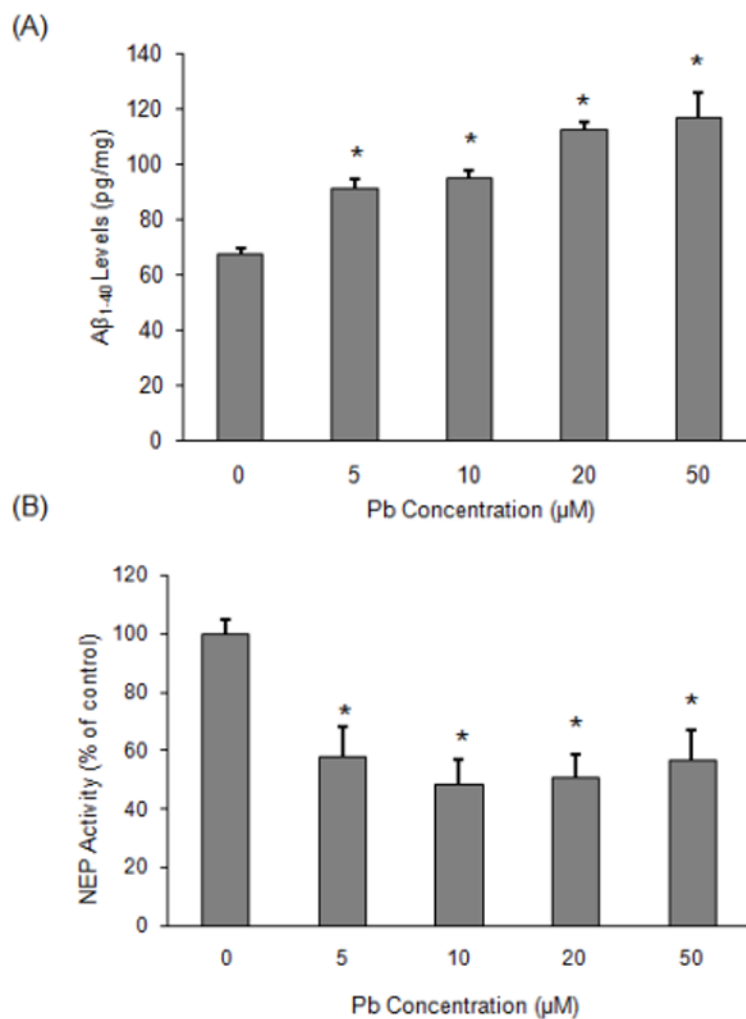 (A)
Aβ1-40 Levels (pg/mg)
140
120
100
80
60
40
20
0
* * * *
0 5 10 20 50
Pb Concentration (µM)
(B)
NEP Activity (% of control)
120
100
80
60
40
20
0
* * * *
0 5 10 20 50
Pb Concentration (µM)